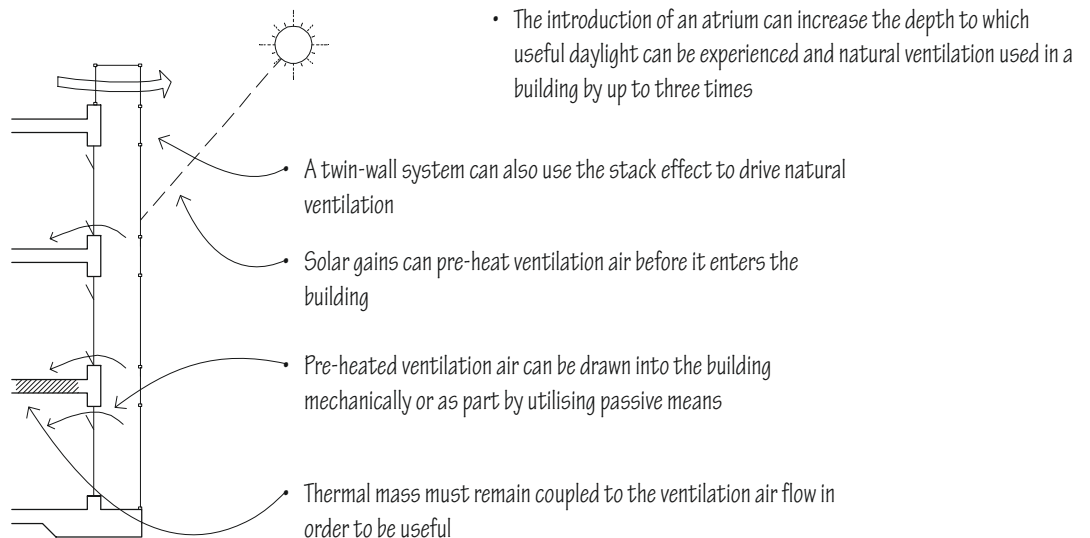 • The introduction of an atrium can increase the depth to which
useful daylight can be experienced and natural ventilation used in a
building by up to three times
• A twin-wall system can also use the stack effect to drive natural
ventilation
• Solar gains can pre-heat ventilation air before it enters the
building
• Pre-heated ventilation air can be drawn into the building
mechanically or as part by utilising passive means
• Thermal mass must remain coupled to the ventilation air flow in
order to be useful